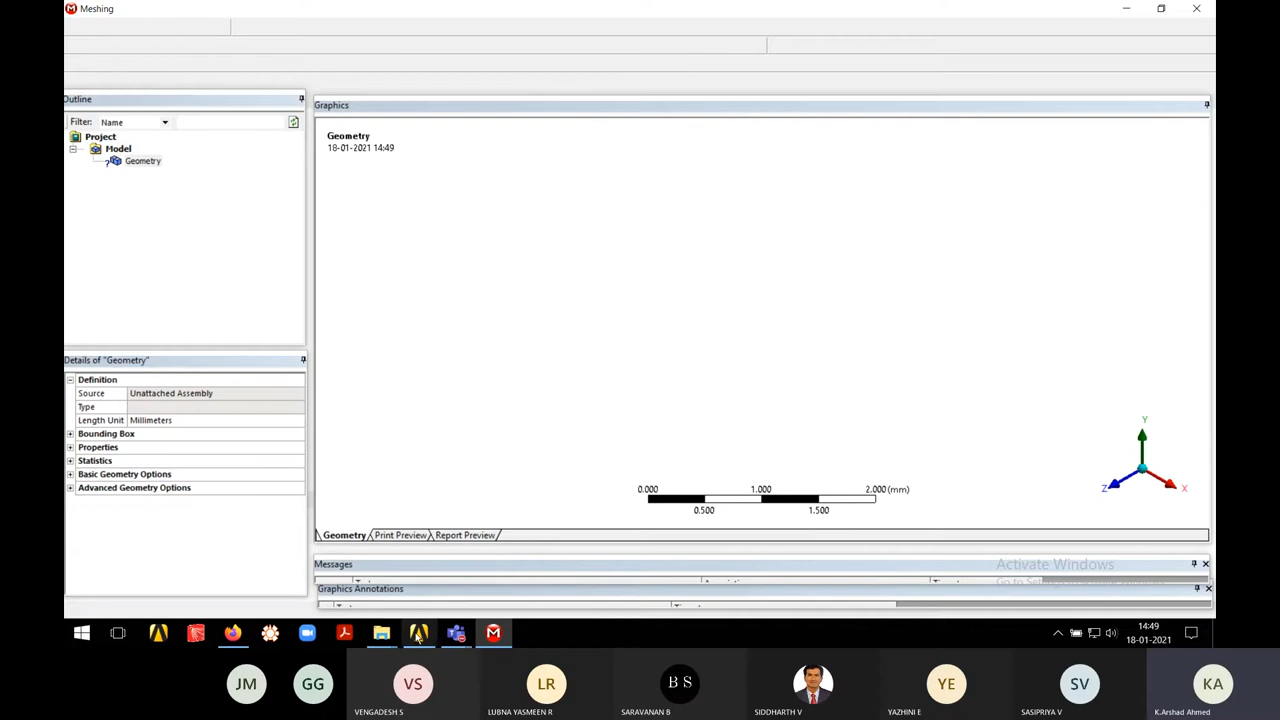 Meshing
Outline
Graphics
Filter: Name
Project
Model
Geometry
Geometry
18-01-2021 14:49
Details of "Geometry"
Definition
Source Unattached Assembly
Type
Length Unit Millimeters
Bounding Box
Properties
Statistics
Basic Geometry Options
Advanced Geometry Options
Y
Z
X
0.000 1.000 2.000 (mm)
0.500 1.500
Geometry Print Preview Report Preview
Messages
Activate Windows
Graphics Annotations
14:49
18-01-2021
JM
GG
VS
VENGADESH S
LR
LUBNA YASMEEN R
B S
SARAVANAN B
SIDDHARTH V
YE
YAZHINI E
SV
SASIPRIYA V
KA
K.Arshad Ahmed